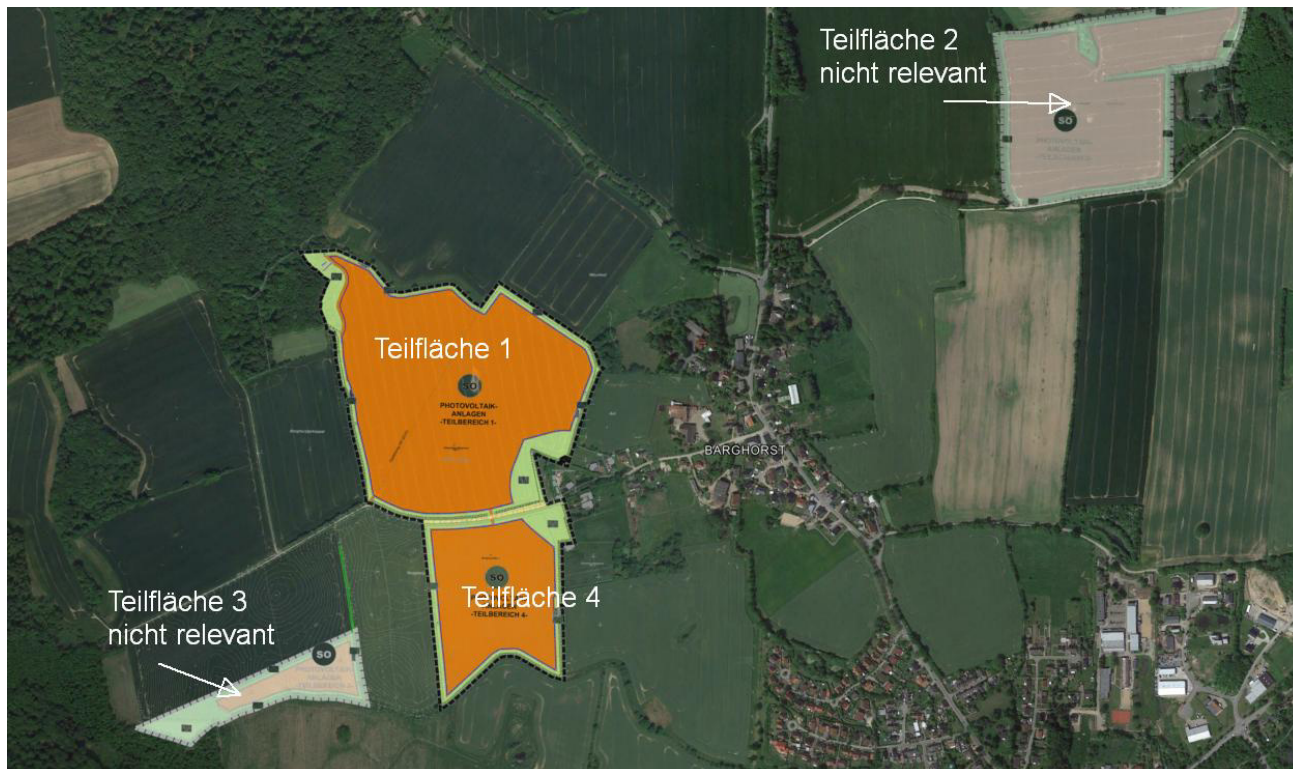 Teilfläche 2
nicht relevant
SO
Teilfläche 1
SO
PHOTOVOLTAIK-
ANLAGEN
-TEILBEREICH 1-
BARGHORST
SO
Teilfläche 4
-TEILBEREICH 4-
Teilfläche 3
nicht relevant
SO